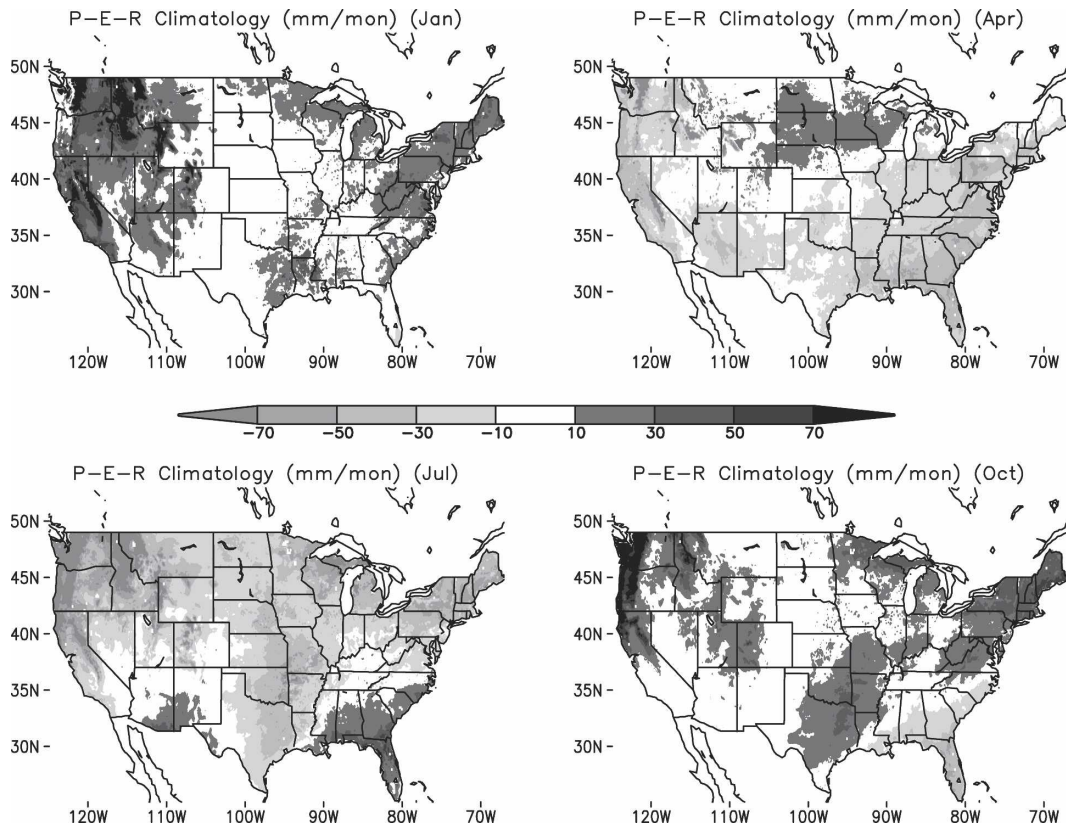 P-E-R Climatology (mm/mon) (Jan)
P-E-R Climatology (mm/mon) (Apr)
50N
45N
40N
35N
30N
120W 110W 100W 90W 80W 70W
50N
45N
40N
35N
30N
120W 110W 100W 90W 80W 70W
-70 -50 -30 -10 10 30 50 70
P-E-R Climatology (mm/mon) (Jul)
P-E-R Climatology (mm/mon) (Oct)
50N
45N
40N
35N
30N
120W 110W 100W 90W 80W 70W
50N
45N
40N
35N
30N
120W 110W 100W 90W 80W 70W